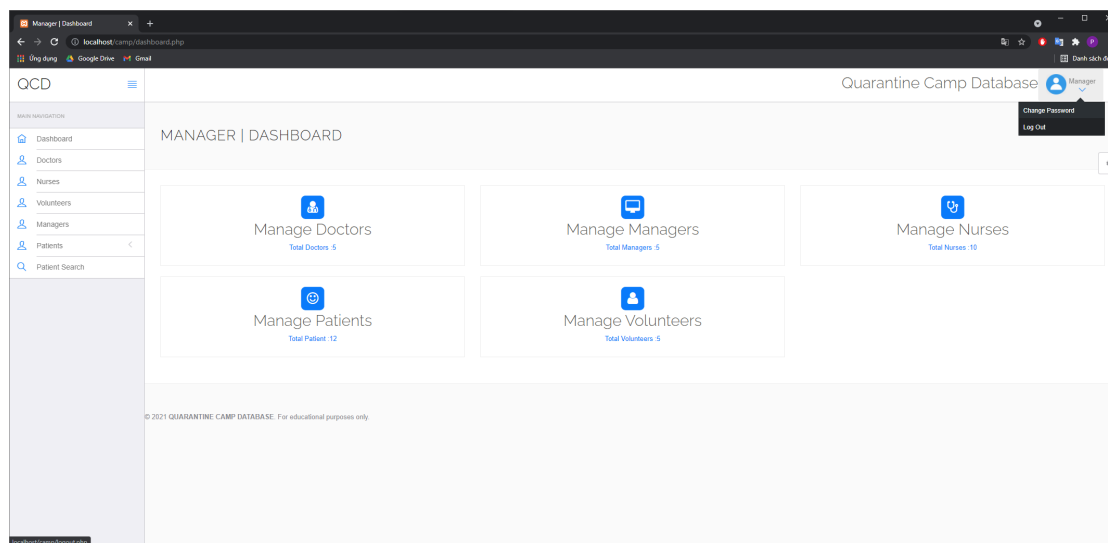 Manager | Dashboard
localhost/camp/dashboard.php
P
Ứng dụng Google Drive Gmail
QCD
Quarantine Camp Database
Manager
Change Password
Log Out
MAIN NAVIGATION
Dashboard
Doctors
Nurses
Volunteers
Managers
Patients
Patient Search
MANAGER | DASHBOARD
Manage Doctors
Total Doctors :5
Manage Managers
Total Managers :5
Manage Nurses
Total Nurses :10
Manage Patients
Total Patient :12
Manage Volunteers
Total Volunteers :5
© 2021 QUARANTINE CAMP DATABASE. For educational purposes only.
localhost/camp/logout.php